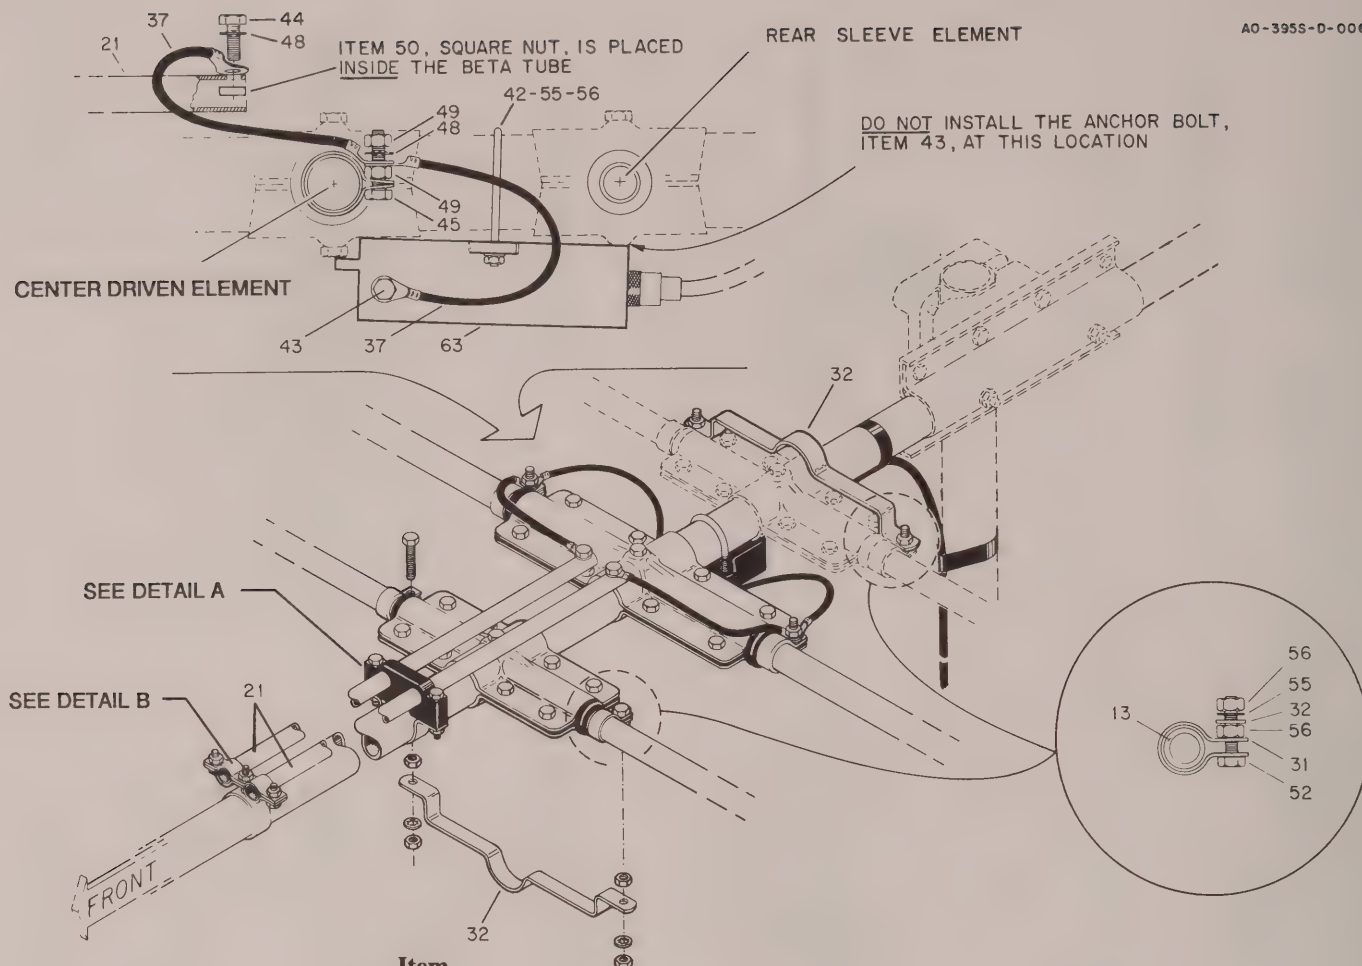 37
44
48
21
ITEM 50, SQUARE NUT, IS PLACED
INSIDE THE BETA TUBE
REAR SLEEVE ELEMENT
42-55-56
49
48
DO NOT INSTALL THE ANCHOR BOLT,
ITEM 43, AT THIS LOCATION
49
45
CENTER DRIVEN ELEMENT
43
37
63
32
SEE DETAIL A
SEE DETAIL B
21
56
55
32
56
31
52
13
FRONT
32
Item